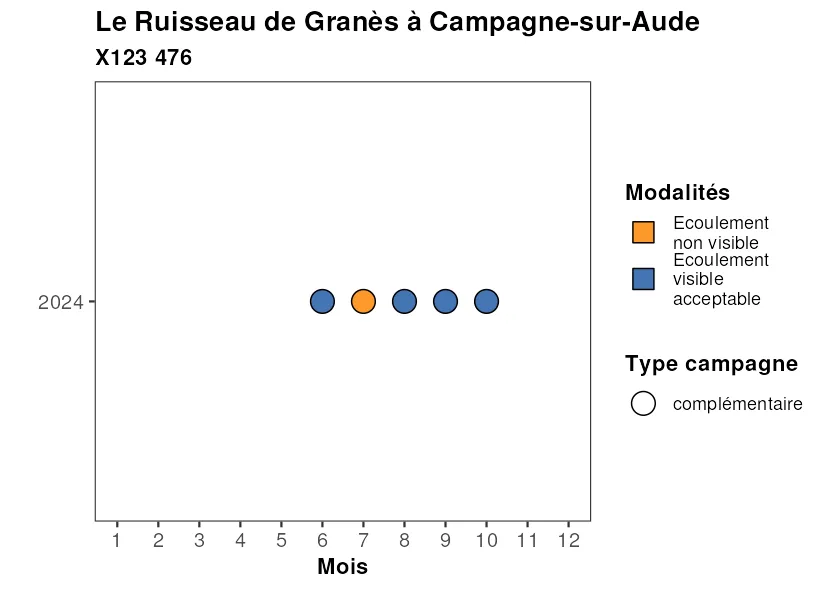 Le Ruisseau de Granès à Campagne-sur-Aude
X123 476
Modalités
Ecoulement
non visible
Ecoulement
visible
acceptable
2024
Type campagne
complémentaire
1 2 3 4 5 6 7 8 9 10 11 12
Mois